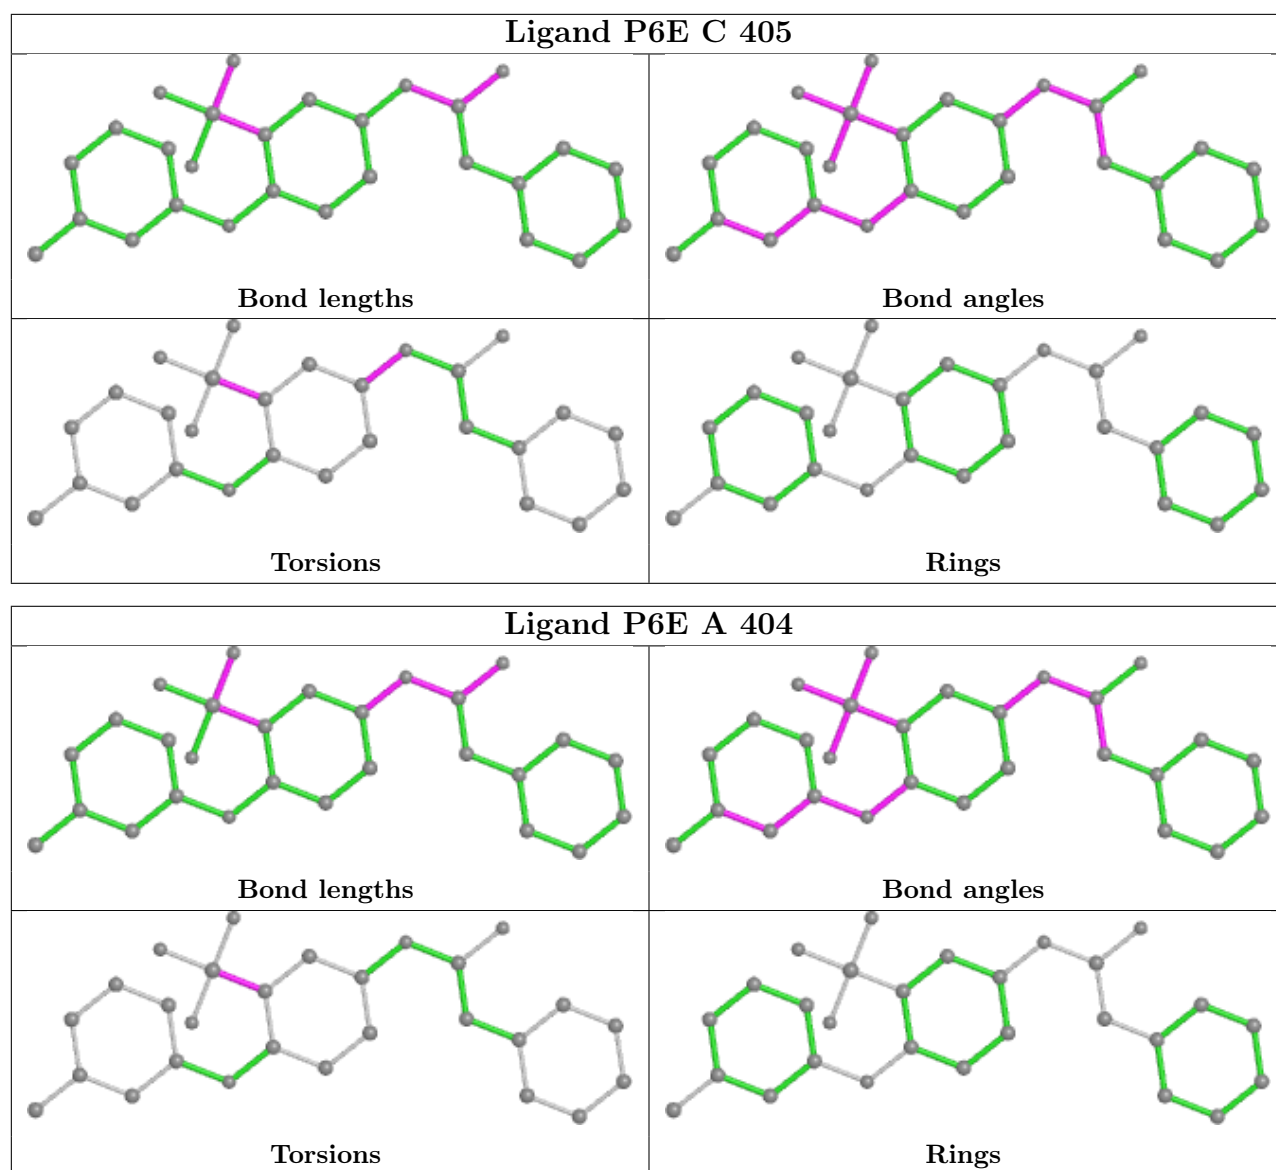 Ligand P6E C 405
Bond lengths
Bond angles
Torsions
Rings
Ligand P6E A 404
Bond lengths
Bond angles
Torsions
Rings